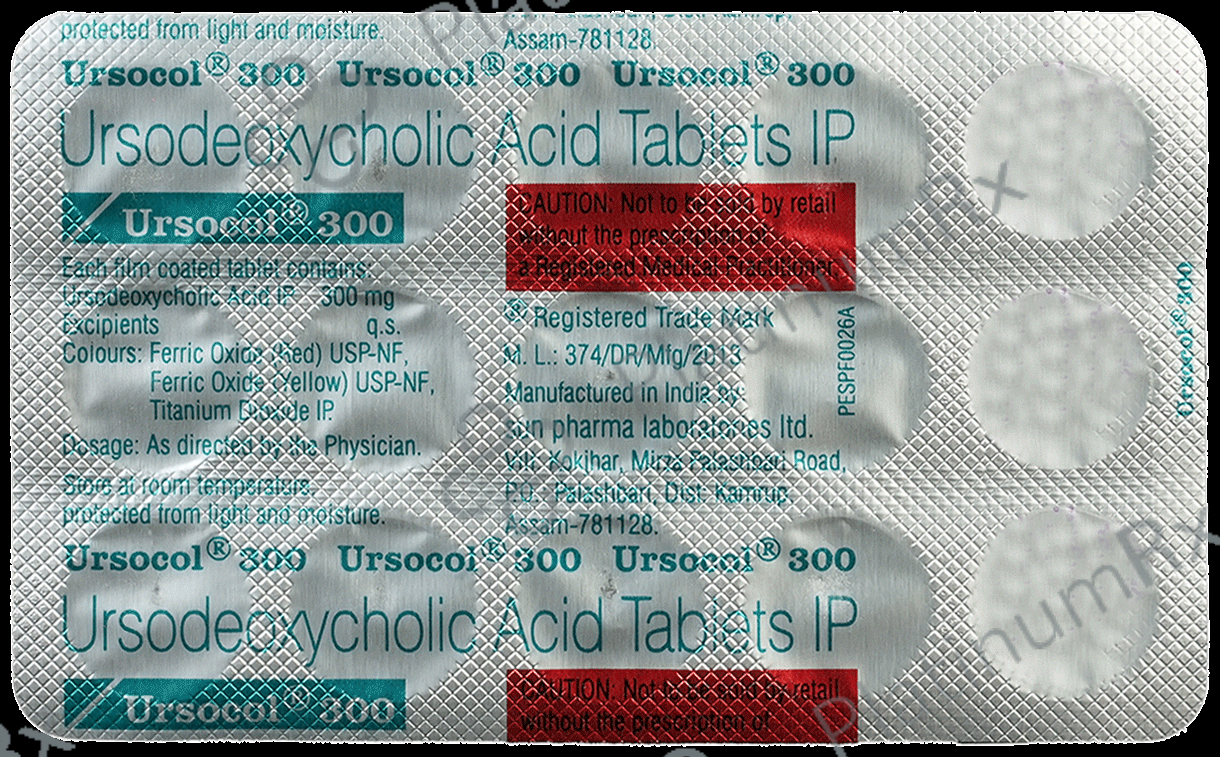 protected from light and moisture.
Assam-781128.
Ursocol® 300 Ursocol® 300 Ursocol® 300
Ursodeoxycholic Acid Tablets IP
Ursocol® 300
CAUTION: Not to be sold by retail
without the prescription of
a Registered Medical Practitioner.
Each film coated tablet contains:
Ursodeoxycholic Acid IP 300 mg
Excipients q.s.
Colours: Ferric Oxide (Red) USP-NF,
Ferric Oxide (Yellow) USP-NF,
Titanium Dioxide IP.
Dosage: As directed by the Physician.
Store at room temperature,
protected from light and moisture.
® Registered Trade Mark
M. L.: 374/DR/Mfg/2013
Manufactured in India by:
sun pharma laboratories ltd.
Vill: Kokjhar, Mirza Palashbari Road,
P.O.: Palashbari, Dist: Kamrup,
Assam-781128.
PESPF0026A
Ursocol® 300
Ursocol® 300 Ursocol® 300 Ursocol® 300
Ursodeoxycholic Acid Tablets IP
Ursocol® 300
CAUTION: Not to be sold by retail
without the prescription of